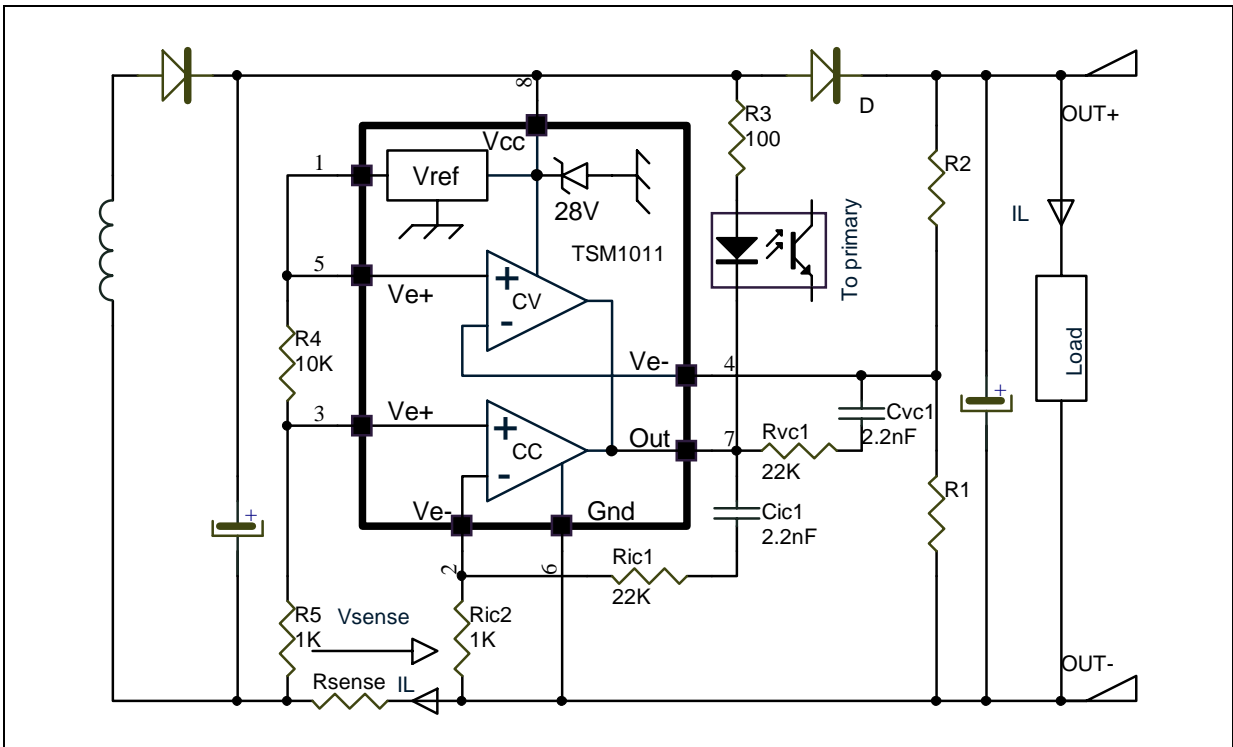 8
D
OUT+
R3
100
1
Vcc
Vref
28V
TSM1011
To primary
R2
IL
5
Ve+
+
CV
-
R4
10K
Ve-
4
Load
3
Ve+
+
CC
-
Out
7
Rvc1
22K
Cvc1
2.2nF
+
R1
Ve-
Gnd
Cic1
2.2nF
+
2
6
Ric1
22K
R5
1K
Vsense
Ric2
1K
OUT-
Rsense
IL